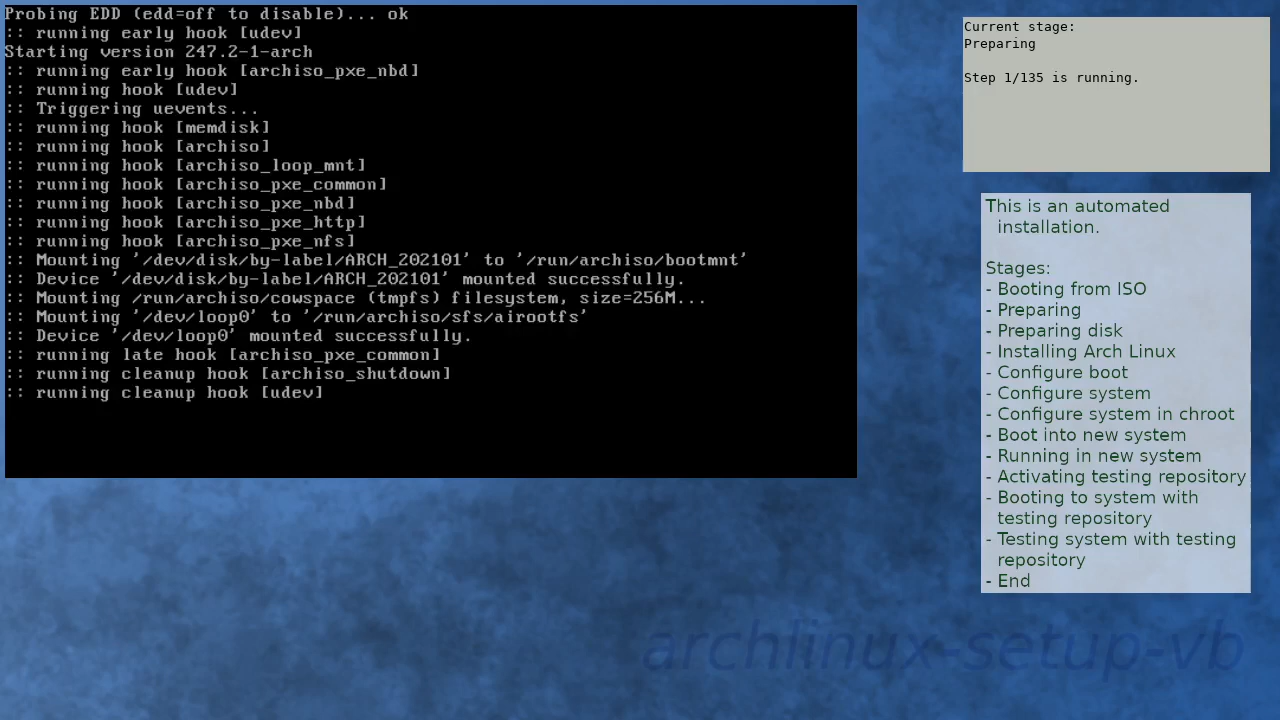 Probing EDD (edd=off to disable)... ok
:: running early hook [udev]
Starting version 247.2-1-arch
:: running early hook [archiso_pxe_nbd]
:: running hook [udev]
:: Triggering uevents...
:: running hook [memdisk]
:: running hook [archiso]
:: running hook [archiso_loop_mnt]
:: running hook [archiso_pxe_common]
:: running hook [archiso_pxe_nbd]
:: running hook [archiso_pxe_http]
:: running hook [archiso_pxe_nfs]
:: Mounting '/dev/disk/by-label/ARCH_202101' to '/run/archiso/bootmnt'
:: Device '/dev/disk/by-label/ARCH_202101' mounted successfully.
:: Mounting /run/archiso/cowspace (tmpfs) filesystem, size=256M...
:: Mounting '/dev/loop0' to '/run/archiso/sfs/airootfs'
:: Device '/dev/loop0' mounted successfully.
:: running late hook [archiso_pxe_common]
:: running cleanup hook [archiso_shutdown]
:: running cleanup hook [udev]
Current stage:
Preparing
Step 1/135 is running.
This is an automated
installation.
Stages:
- Booting from ISO
- Preparing
- Preparing disk
- Installing Arch Linux
- Configure boot
- Configure system
- Configure system in chroot
- Boot into new system
- Running in new system
- Activating testing repository
- Booting to system with
testing repository
- Testing system with testing
repository
- End
archlinux-setup-vb